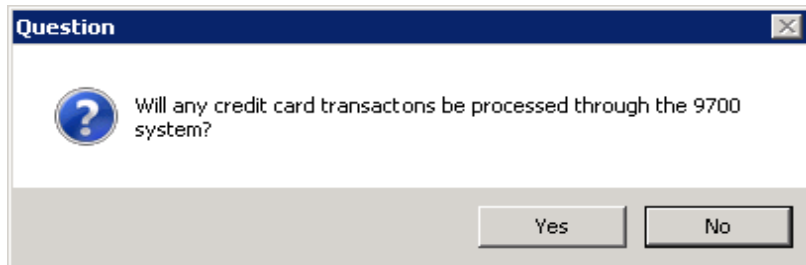 Question
Will any credit card transactons be processed through the 9700
system?
Yes
No